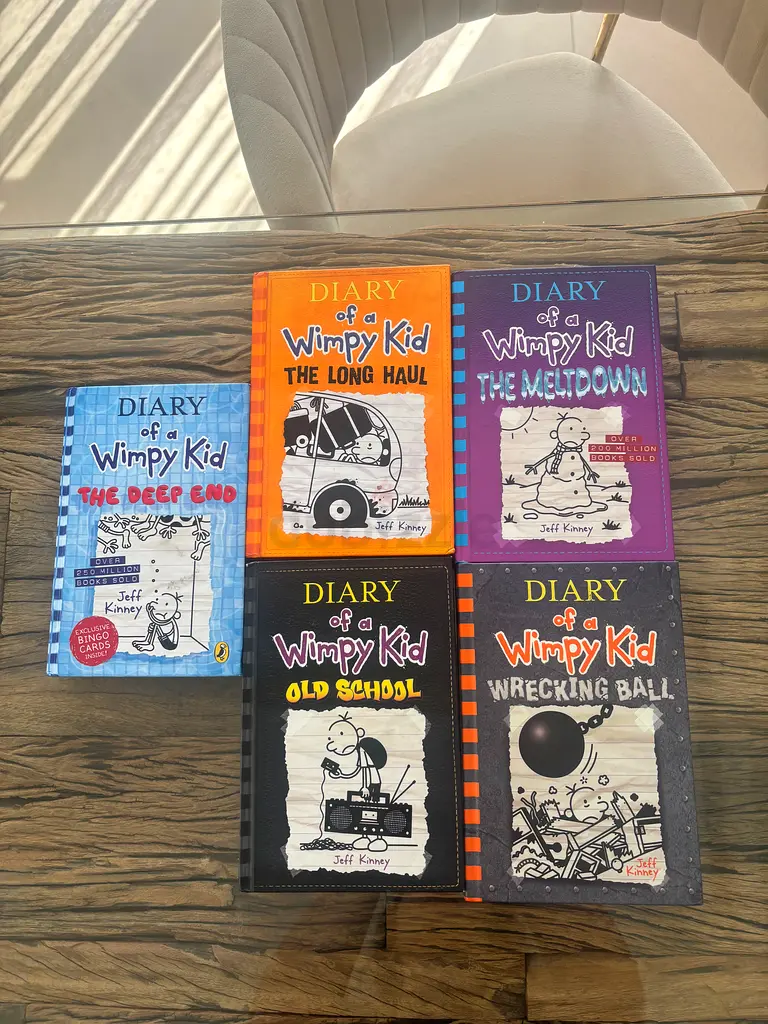 DIARY
of a
Wimpy Kid
THE LONG HAUL
Jeff Kinney
DIARY
of a
Wimpy Kid
THE MELTDOWN
OVER
200 MILLION
BOOKS SOLD
Jeff Kinney
DIARY
of a
Wimpy Kid
THE DEEP END
OVER
250 MILLION
BOOKS SOLD
Jeff
Kinney
EXCLUSIVE
BINGO
CARDS
INSIDE!
DIARY
of a
Wimpy Kid
OLD SCHOOL
Jeff Kinney
DIARY
of a
Wimpy Kid
WRECKING BALL
Jeff
Kinney